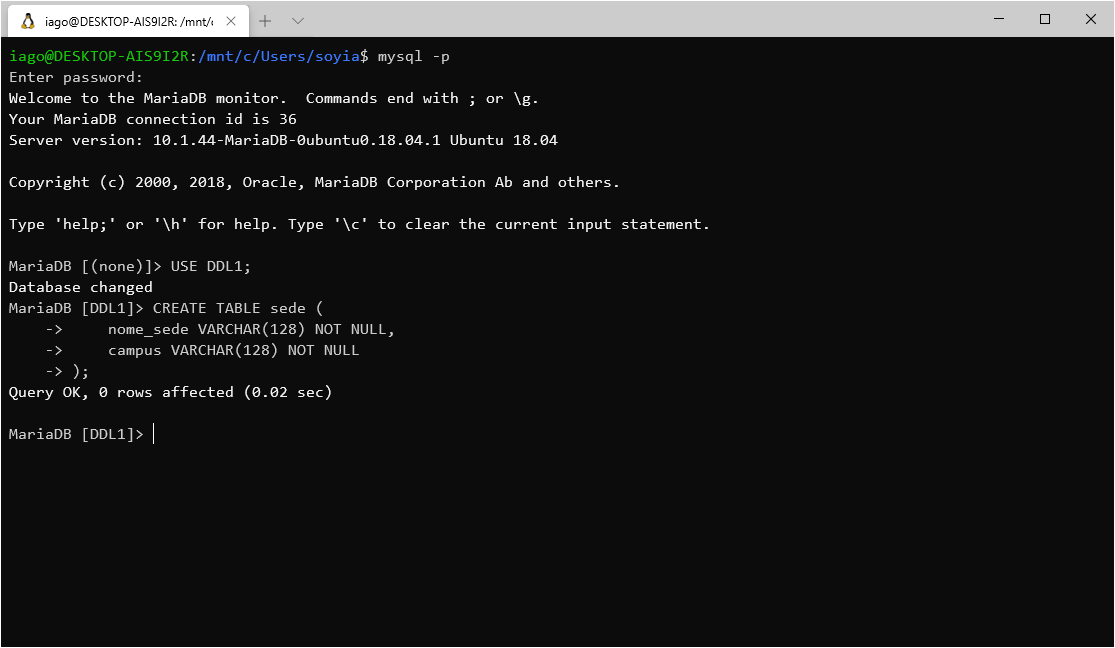 iago@DESKTOP-AIS9I2R: /mnt/c
iago@DESKTOP-AIS9I2R:/mnt/c/Users/soyia$ mysql -p
Enter password:
Welcome to the MariaDB monitor.  Commands end with ; or \g.
Your MariaDB connection id is 36
Server version: 10.1.44-MariaDB-0ubuntu0.18.04.1 Ubuntu 18.04
Copyright (c) 2000, 2018, Oracle, MariaDB Corporation Ab and others.
Type 'help;' or '\h' for help. Type '\c' to clear the current input statement.
MariaDB [(none)]> USE DDL1;
Database changed
MariaDB [DDL1]> CREATE TABLE sede (
    ->     nome_sede VARCHAR(128) NOT NULL,
    ->     campus VARCHAR(128) NOT NULL
    -> );
Query OK, 0 rows affected (0.02 sec)
MariaDB [DDL1]>